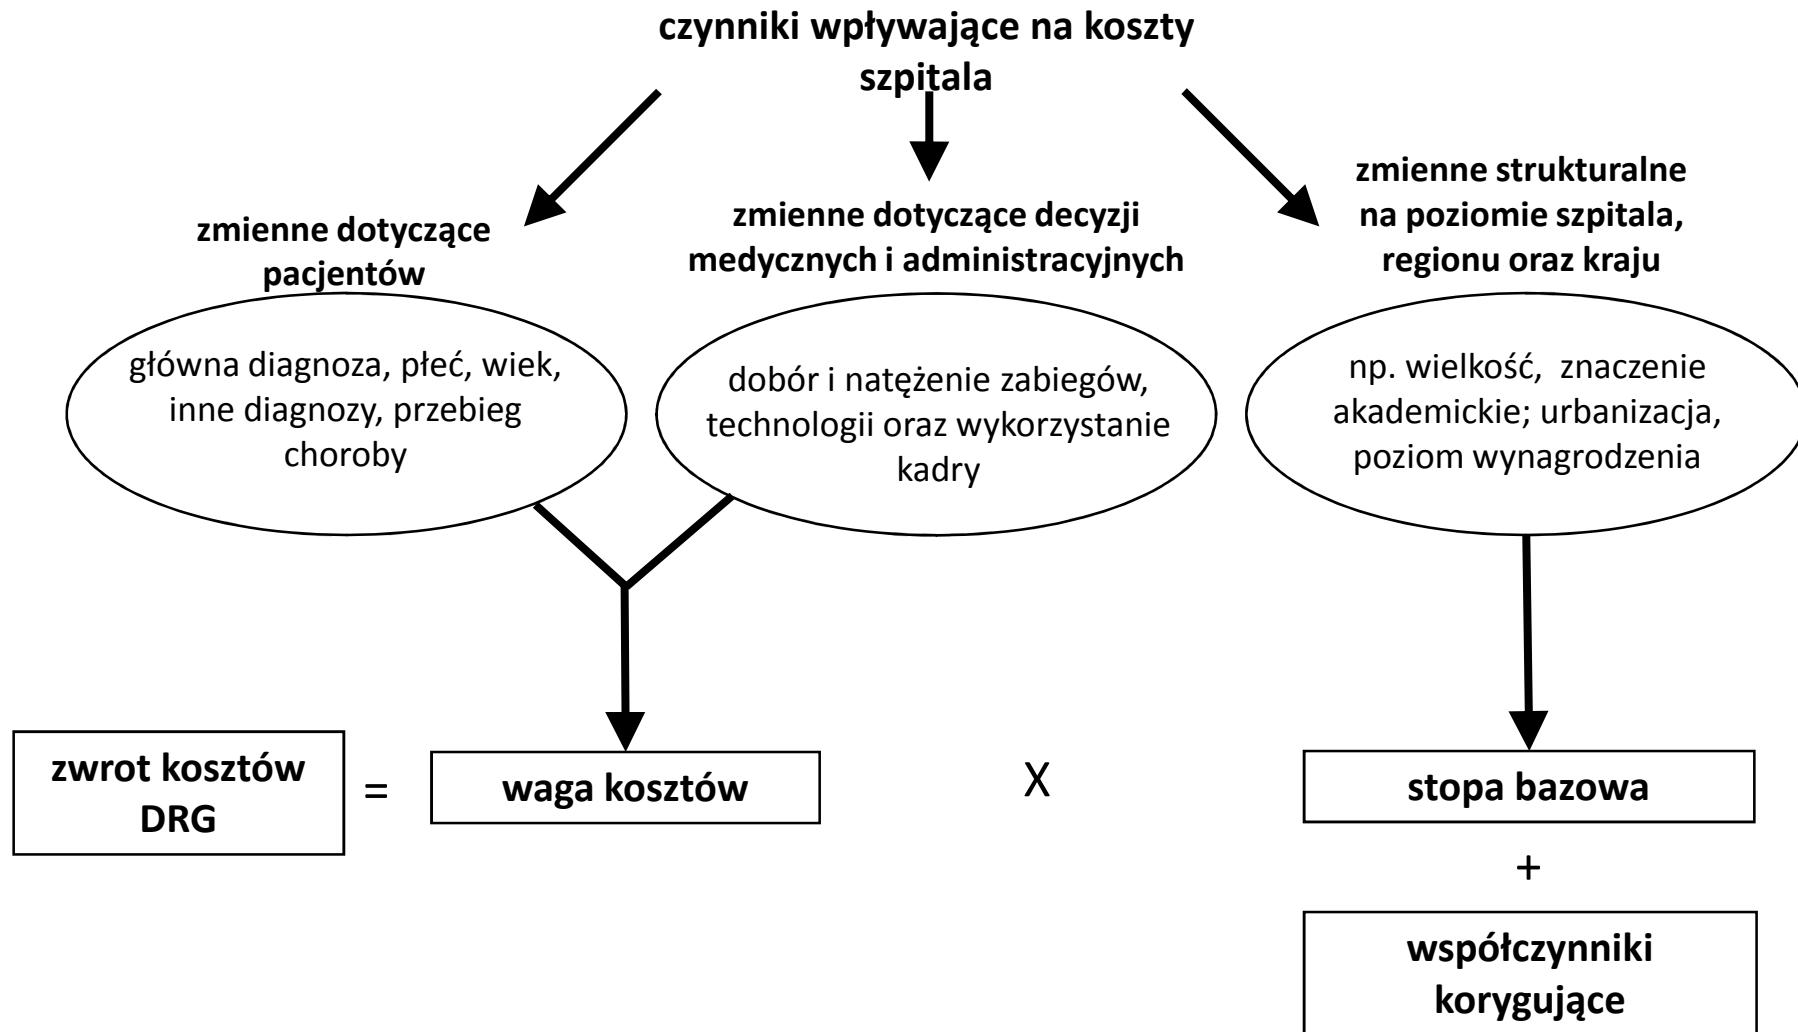 czynniki wpływające na koszty
szpitala
zmienne dotyczące
pacjentów
zmienne dotyczące decyzji
medycznych i administracyjnych
zmienne strukturalne
na poziomie szpitala,
regionu oraz kraju
główna diagnoza, płeć, wiek,
inne diagnozy, przebieg
choroby
dobór i natężenie zabiegów,
technologii oraz wykorzystanie
kadry
np. wielkość, znaczenie
akademickie; urbanizacja,
poziom wynagrodzenia
zwrot kosztów
DRG
=
waga kosztów
X
stopa bazowa
+
współczynniki
korygujące